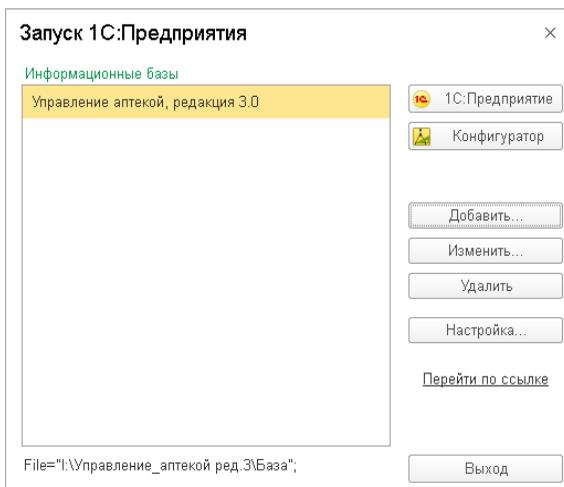 Запуск 1С:Предприятия
Информационные базы
Управление аптекой, редакция 3.0
1С:Предприятие
Конфигуратор
Добавить...
Изменить...
Удалить
Настройка...
Перейти по ссылке
File="I:\Управление_аптекой ред.3\База";
Выход